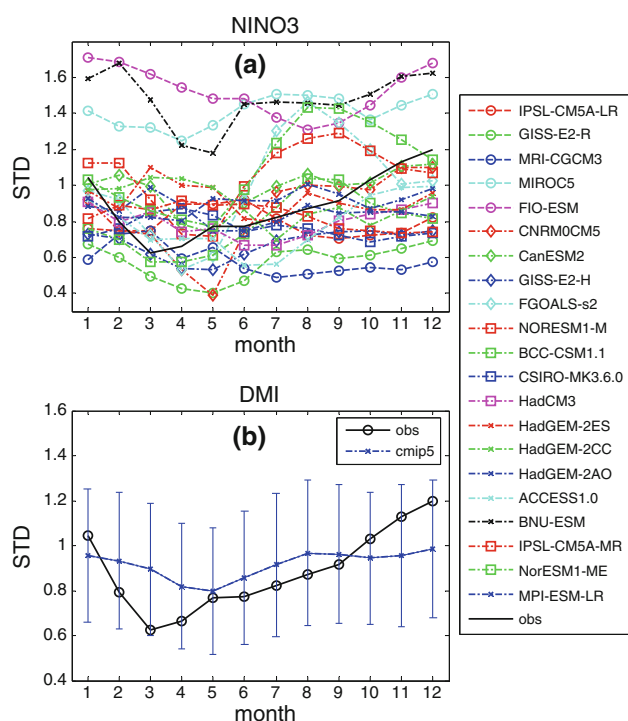 NINO3
(a)
STD
1.6
1.4
1.2
1
0.8
0.6
0.4
1 2 3 4 5 6 7 8 9 10 11 12
month
IPSL-CM5A-LR
GISS-E2-R
MRI-CGCM3
MIROC5
FIO-ESM
CNRM0CM5
CanESM2
GISS-E2-H
FGOALS-s2
NORESM1-M
BCC-CSM1.1
CSIRO-MK3.6.0
HadCM3
HadGEM-2ES
HadGEM-2CC
HadGEM-2AO
ACCESS1.0
BNU-ESM
IPSL-CM5A-MR
NorESM1-ME
MPI-ESM-LR
obs
DMI
(b)
obs
cmip5
STD
1.6
1.4
1.2
1
0.8
0.6
0.4
1 2 3 4 5 6 7 8 9 10 11 12
month